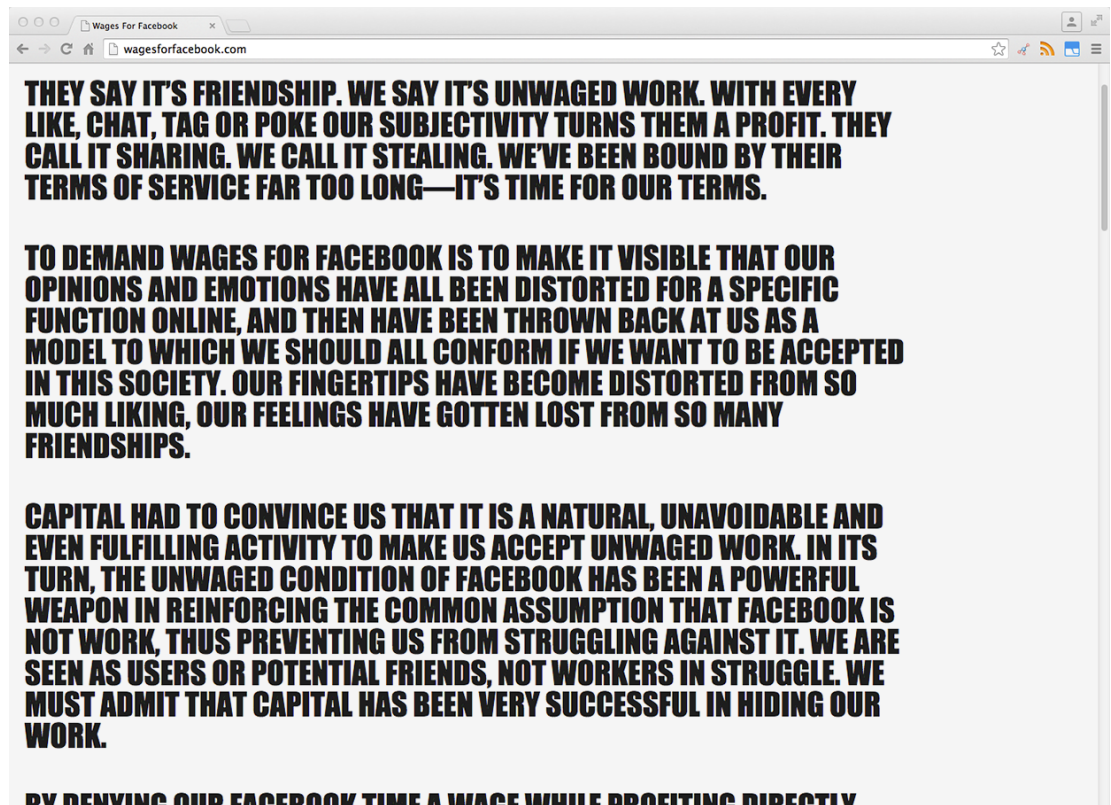 Wages For Facebook
wagesforfacebook.com
THEY SAY IT'S FRIENDSHIP. WE SAY IT'S UNWAGED WORK. WITH EVERY
LIKE, CHAT, TAG OR POKE OUR SUBJECTIVITY TURNS THEM A PROFIT. THEY
CALL IT SHARING. WE CALL IT STEALING. WE'VE BEEN BOUND BY THEIR
TERMS OF SERVICE FAR TOO LONG—IT'S TIME FOR OUR TERMS.
TO DEMAND WAGES FOR FACEBOOK IS TO MAKE IT VISIBLE THAT OUR
OPINIONS AND EMOTIONS HAVE ALL BEEN DISTORTED FOR A SPECIFIC
FUNCTION ONLINE, AND THEN HAVE BEEN THROWN BACK AT US AS A
MODEL TO WHICH WE SHOULD ALL CONFORM IF WE WANT TO BE ACCEPTED
IN THIS SOCIETY. OUR FINGERTIPS HAVE BECOME DISTORTED FROM SO
MUCH LIKING, OUR FEELINGS HAVE GOTTEN LOST FROM SO MANY
FRIENDSHIPS.
CAPITAL HAD TO CONVINCE US THAT IT IS A NATURAL, UNAVOIDABLE AND
EVEN FULFILLING ACTIVITY TO MAKE US ACCEPT UNWAGED WORK. IN ITS
TURN, THE UNWAGED CONDITION OF FACEBOOK HAS BEEN A POWERFUL
WEAPON IN REINFORCING THE COMMON ASSUMPTION THAT FACEBOOK IS
NOT WORK, THUS PREVENTING US FROM STRUGGLING AGAINST IT. WE ARE
SEEN AS USERS OR POTENTIAL FRIENDS, NOT WORKERS IN STRUGGLE. WE
MUST ADMIT THAT CAPITAL HAS BEEN VERY SUCCESSFUL IN HIDING OUR
WORK.
BY DENYING OUR FACEBOOK TIME A WAGE WHILE PROFITING DIRECTLY